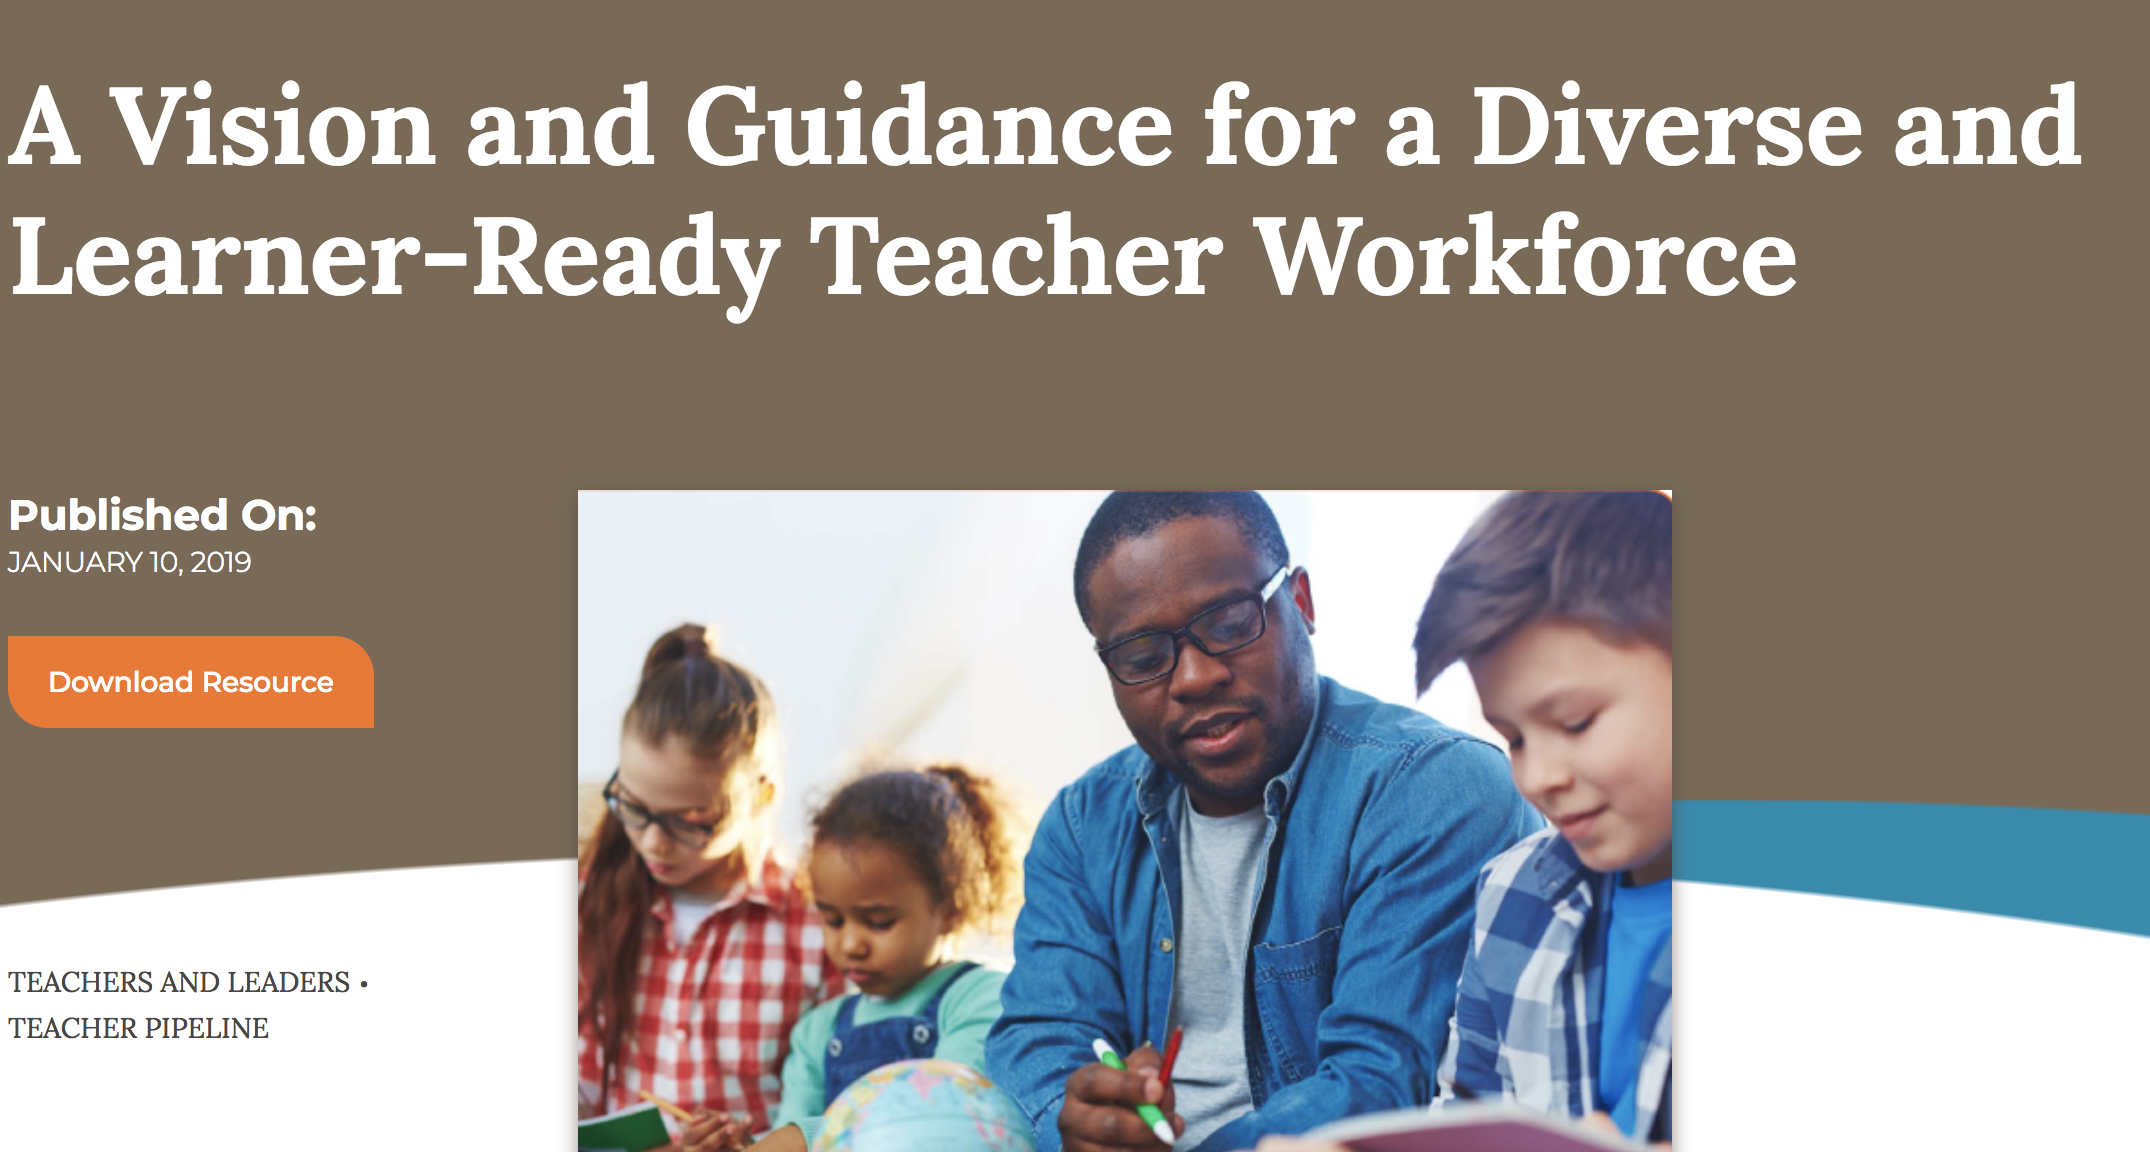 A Vision and Guidance for a Diverse and
Learner-Ready Teacher Workforce
Published On:
JANUARY 10, 2019
Download Resource
TEACHERS AND LEADERS •
TEACHER PIPELINE